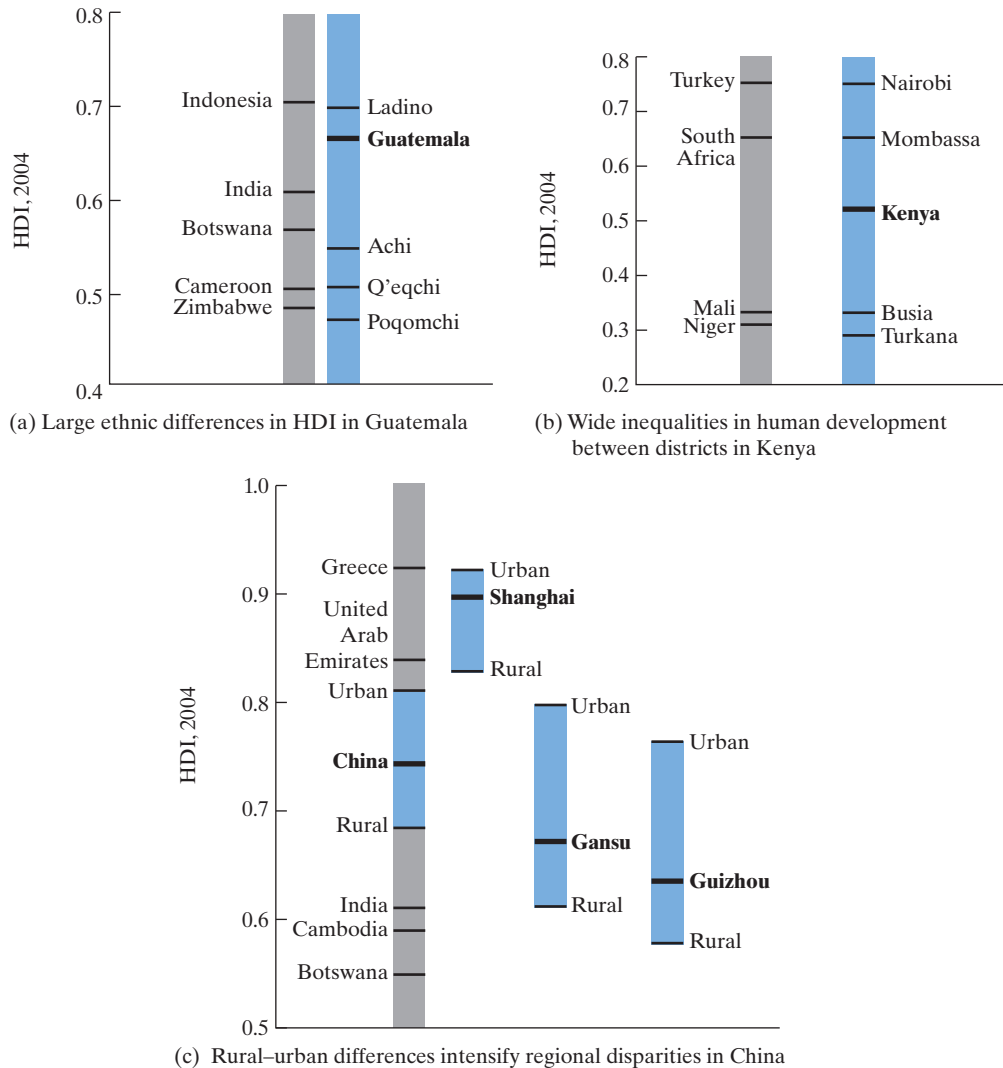 0.8
0.7
0.6
0.5
0.4
HDI, 2004
Indonesia
India
Botswana
Cameroon
Zimbabwe
Ladino
Guatemala
Achi
Q’eqchi
Poqomchi
(a) Large ethnic differences in HDI in Guatemala
0.8
0.7
0.6
0.5
0.4
0.3
0.2
HDI, 2004
Turkey
South
Africa
Mali
Niger
Nairobi
Mombassa
Kenya
Busia
Turkana
(b) Wide inequalities in human development
between districts in Kenya
1.0
0.9
0.8
0.7
0.6
0.5
HDI, 2004
Greece
United
Arab
Emirates
Urban
China
Rural
India
Cambodia
Botswana
Urban
Shanghai
Rural
Urban
Gansu
Rural
Urban
Guizhou
Rural
(c) Rural–urban differences intensify regional disparities in China